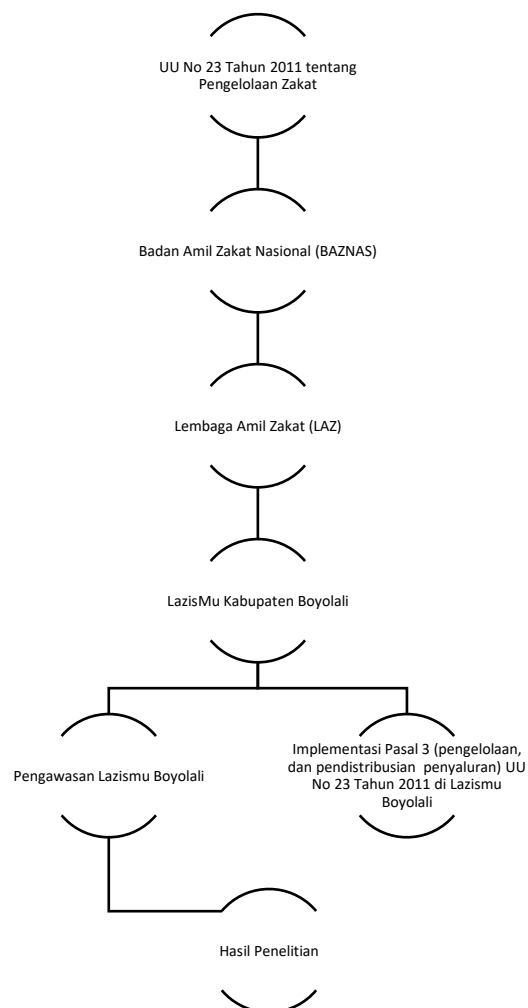 UU No 23 Tahun 2011 tentang
Pengelolaan Zakat
Badan Amil Zakat Nasional (BAZNAS)
Lembaga Amil Zakat (LAZ)
LazisMu Kabupaten Boyolali
Pengawasan Lazismu Boyolali
Implementasi Pasal 3 (pengelolaan,
dan pendistribusian penyaluran) UU
No 23 Tahun 2011 di Lazismu
Boyolali
Hasil Penelitian